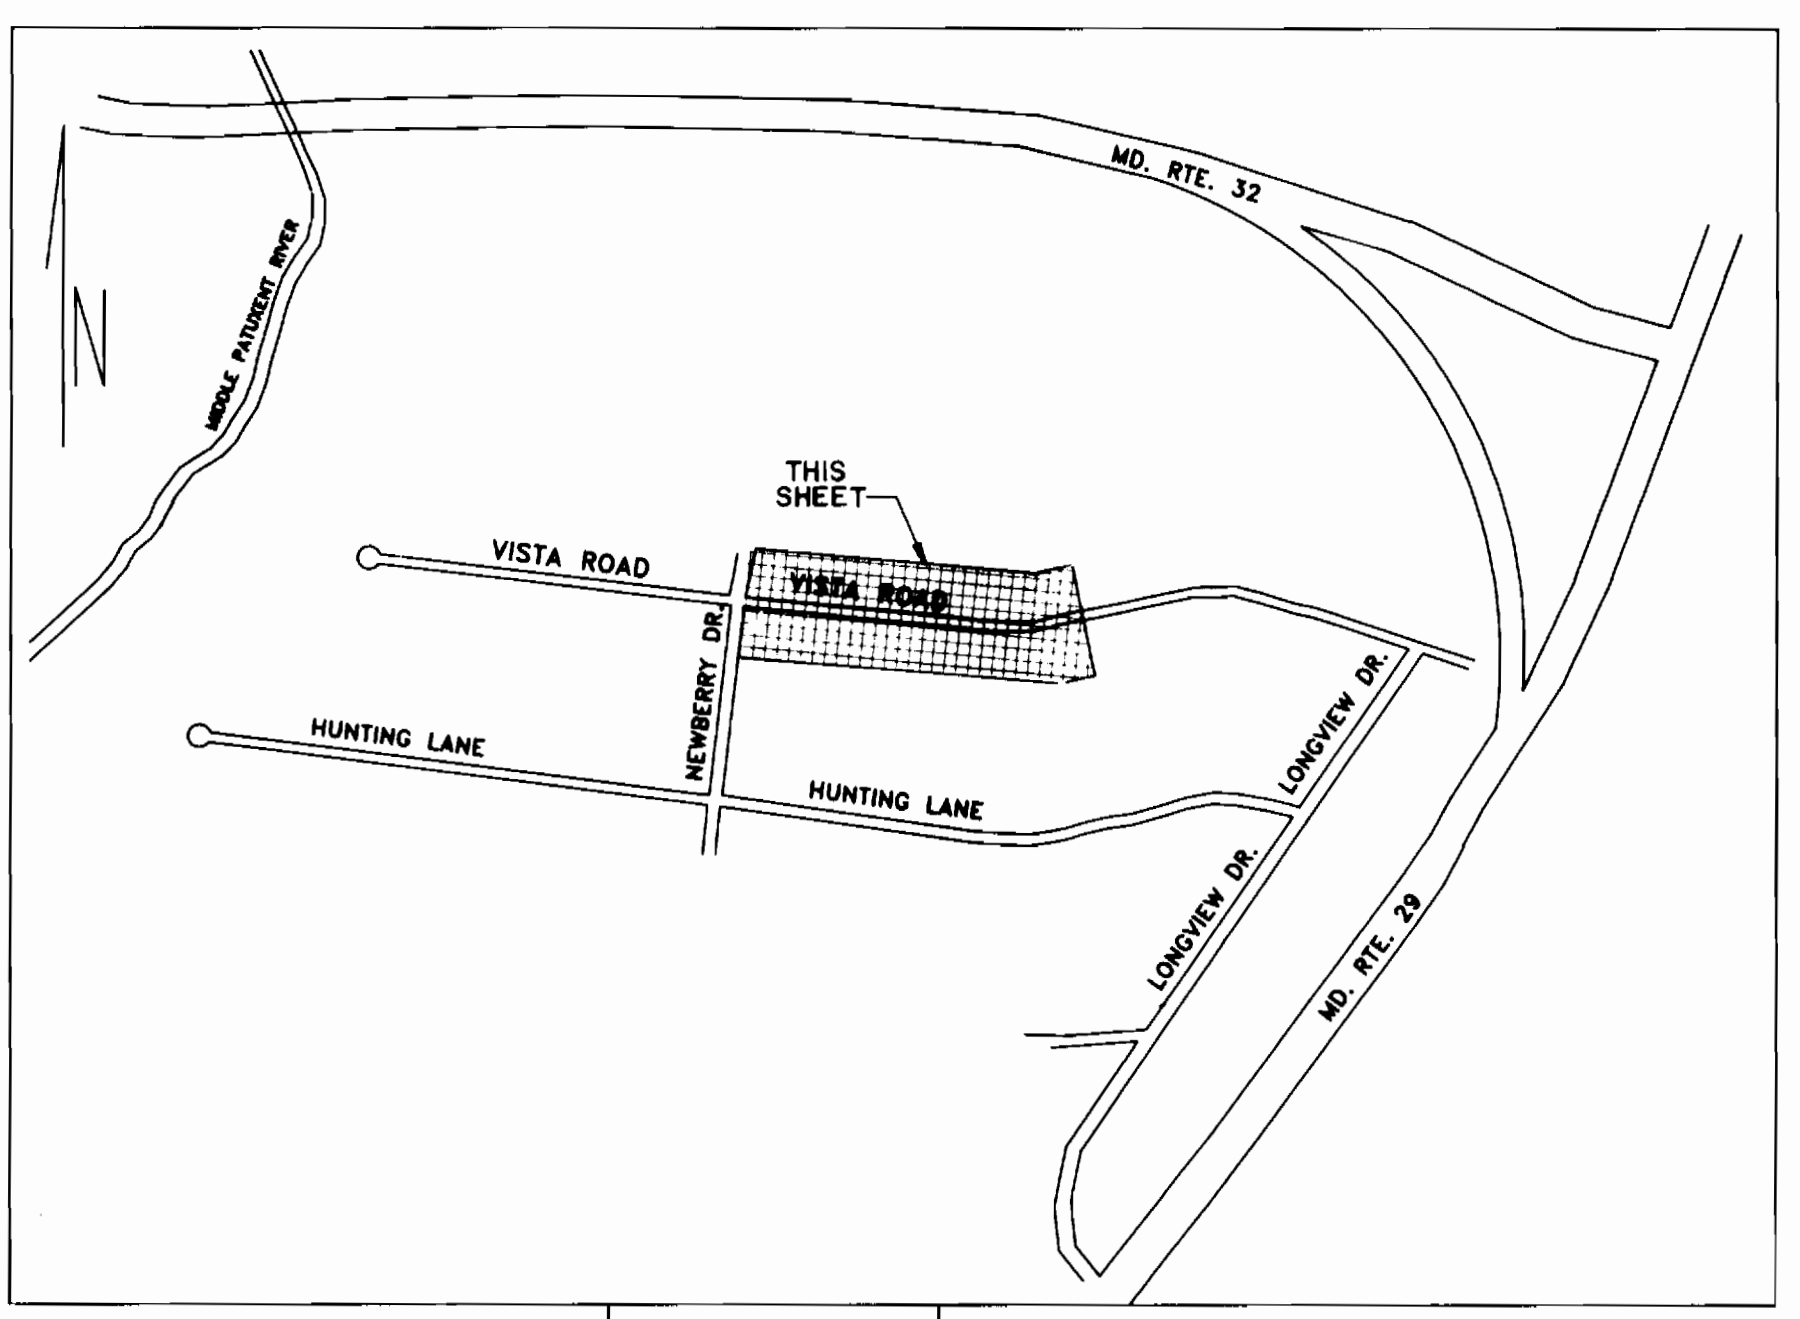 MD. RTE. 32
MIDDLE PATUXENT RIVER
N
THIS
SHEET
VISTA ROAD
VISTA ROAD
NEWBERRY DR.
LONGVIEW DR.
HUNTING LANE
HUNTING LANE
LONGVIEW DR.
MD. RTE. 29